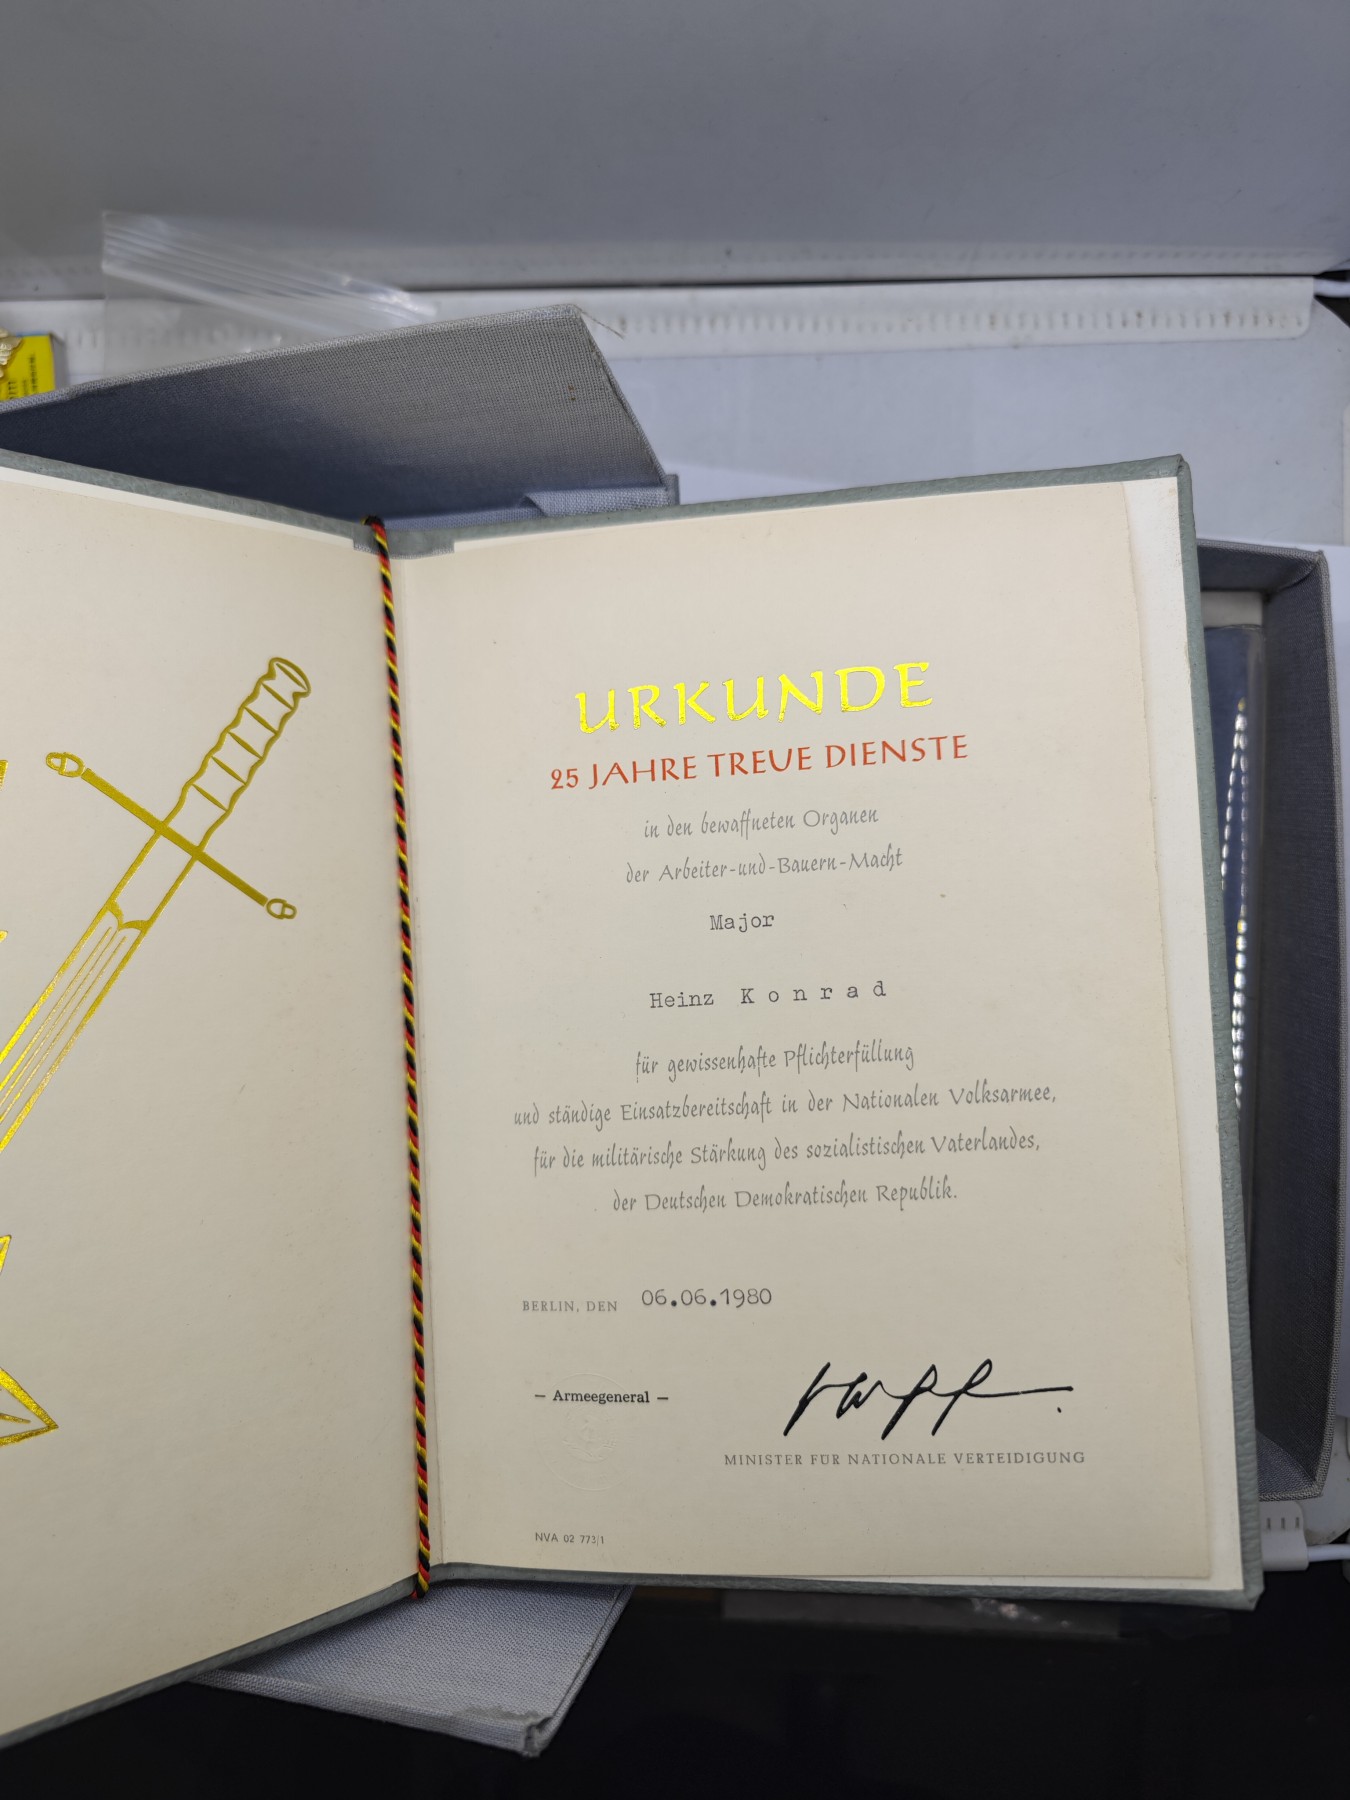 URKUNDE
25 JAHRE TREUE DIENSTE
in den bewaffneten Organen
der Arbeiter-und-Bauern-Macht
Major
Heinz K o n r a d
für gewissenhafte Pflichterfüllung
und ständige Einsatzbereitschaft in der Nationalen Volksarmee,
für die militärische Stärkung des sozialistischen Vaterlandes,
der Deutschen Demokratischen Republik.
BERLIN, DEN 06.06.1980
– Armeegeneral –
MINISTER FÜR NATIONALE VERTEIDIGUNG
NVA 02 773/1